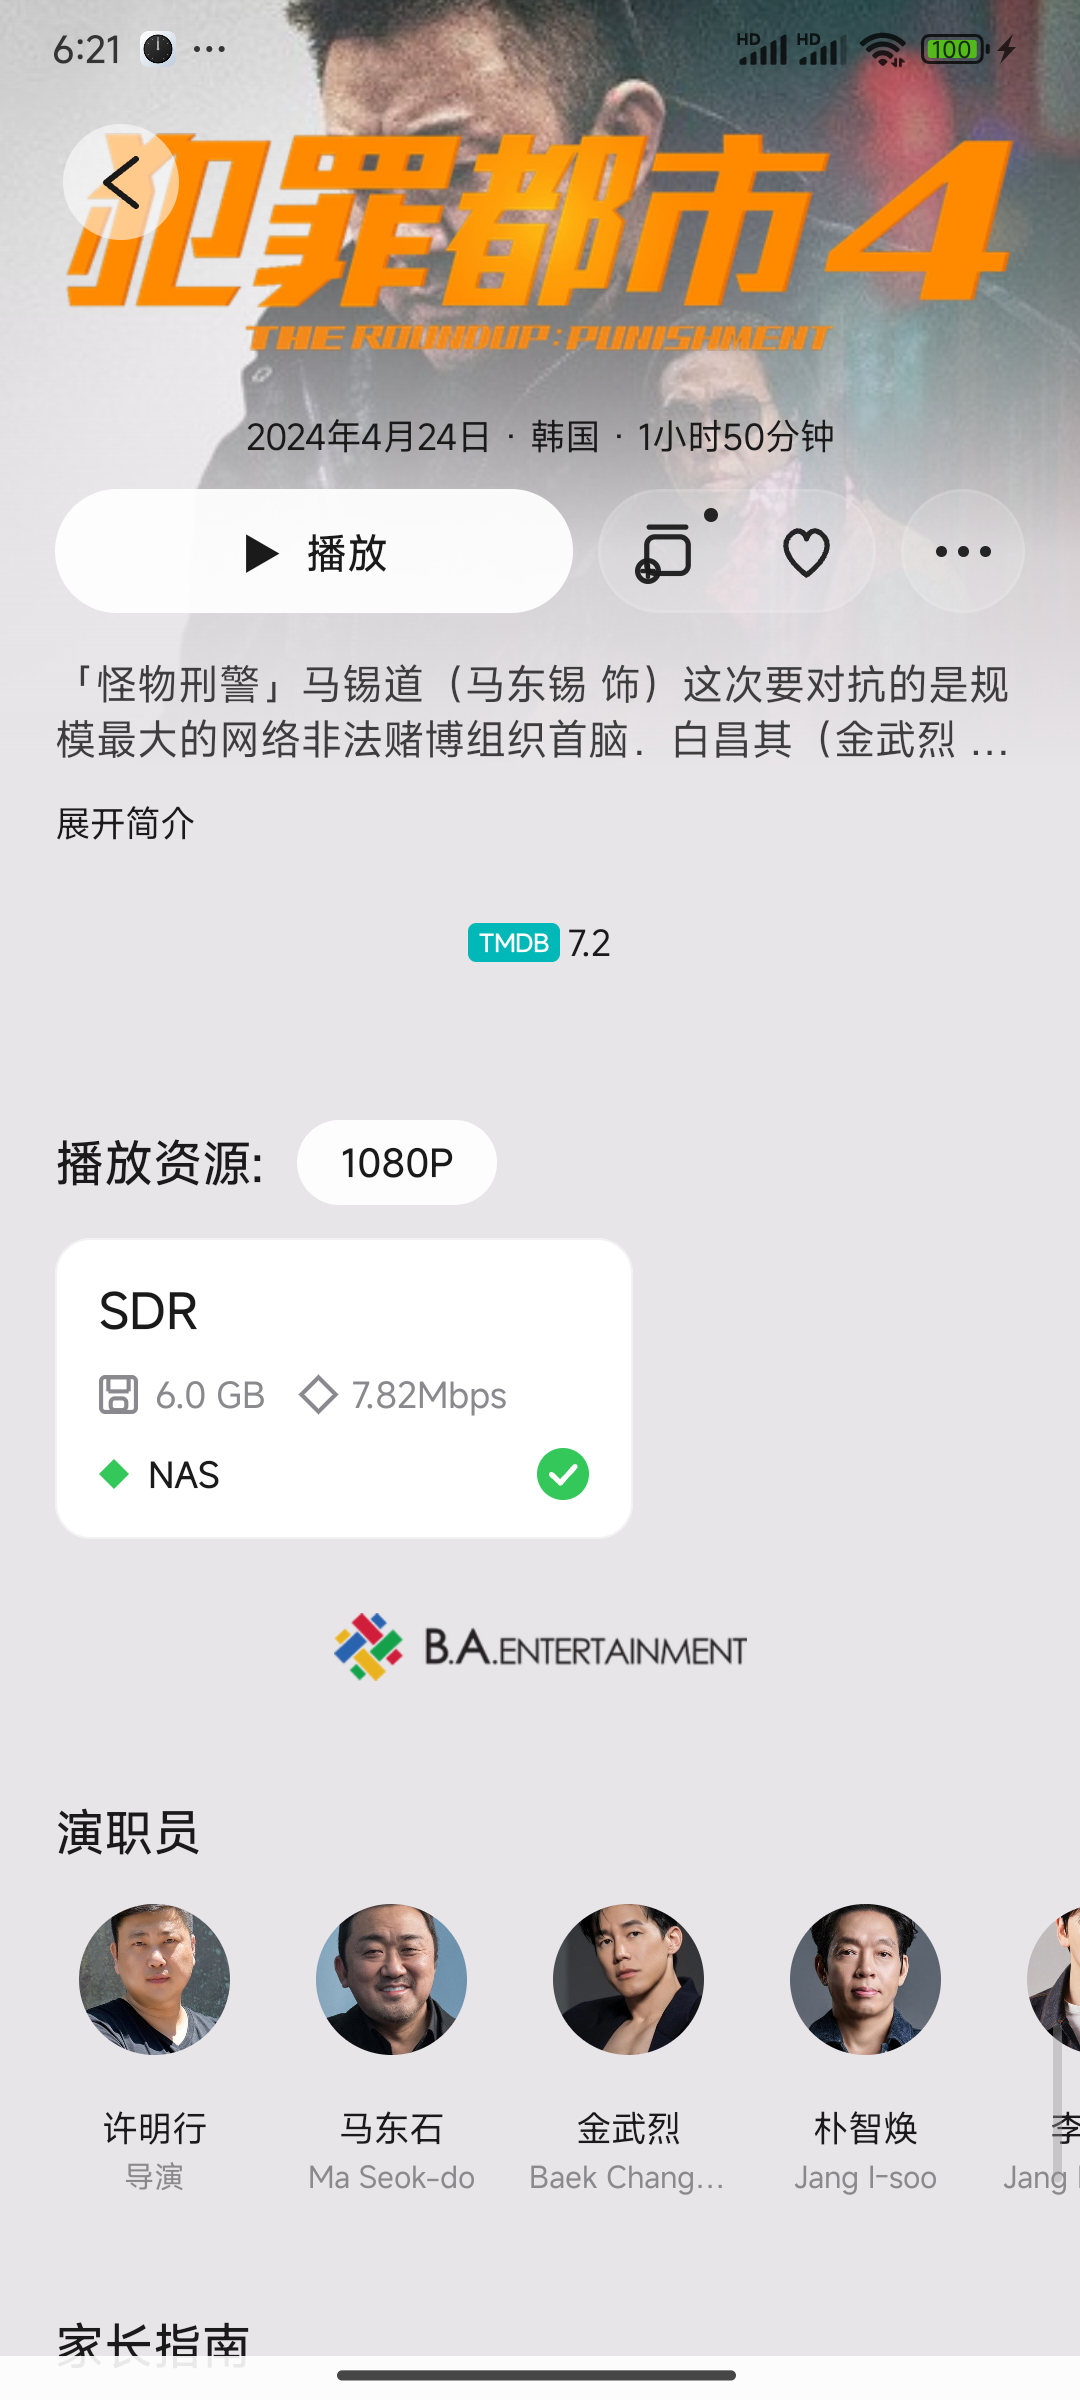 6:21
HD HD 100
犯罪都市4
THE ROUNDUP: PUNISHMENT
2024年4月24日 · 韩国 · 1小时50分钟
播放
「怪物刑警」马锡道（马东锡 饰）这次要对抗的是规
模最大的网络非法赌博组织首脑．白昌其（金武烈 ...
展开简介
TMDB 7.2
播放资源: 1080P
SDR
6.0 GB 7.82Mbps
NAS
B.A.ENTERTAINMENT
演职员
许明行 马东石 金武烈 朴智焕 李
导演 Ma Seok-do Baek Chang... Jang I-soo Jang
家长指南